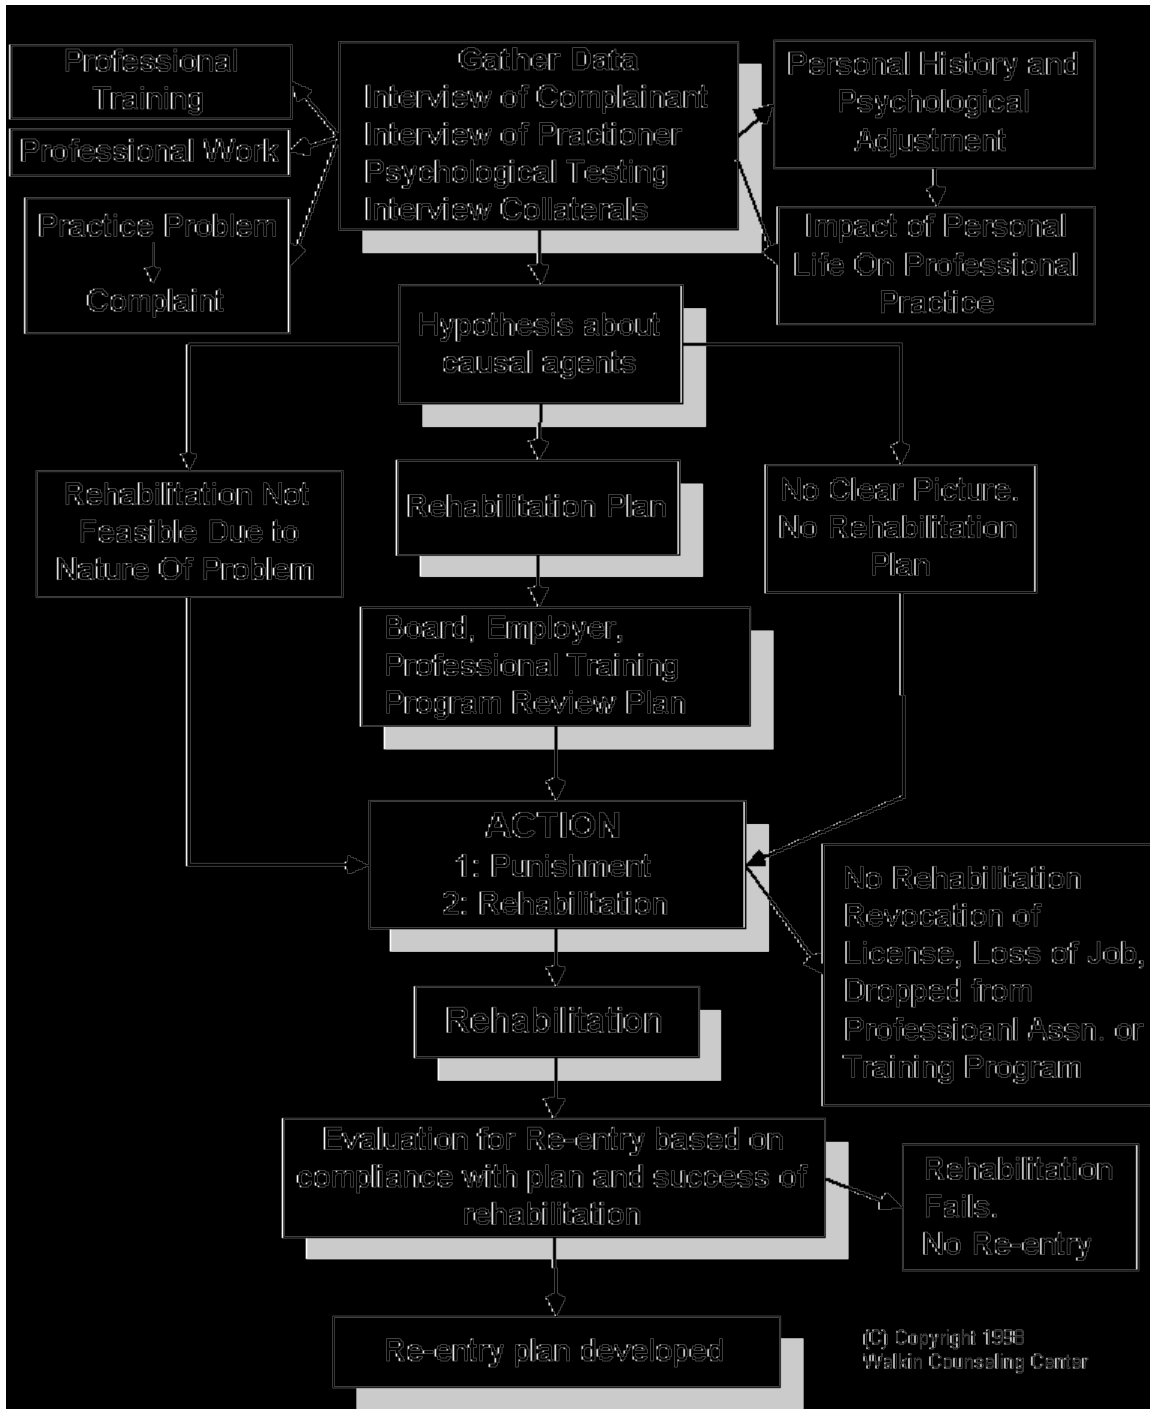 Professional
Training
Professional Work
Practice Problem
Complaint
Gather Data
Interview of Complainant
Interview of Practioner
Psychological Testing
Interview Collaterals
Personal History and
Psychological
Adjustment
Impact of Personal
Life On Professional
Practice
Hypothesis about
causal agents
Rehabilitation Not
Feasible Due to
Nature Of Problem
Rehabilitation Plan
No Clear Picture.
No Rehabilitation
Plan
Board, Employer,
Professional Training
Program Review Plan
ACTION
1: Punishment
2: Rehabilitation
No Rehabilitation
Revocation of
License, Loss of Job,
Dropped from
Professioanl Assn. or
Training Program
Rehabilitation
Evaluation for Re-entry based on
compliance with plan and success of
rehabilitation
Rehabilitation
Fails.
No Re-entry
Re-entry plan developed
(C) Copyright 1998
Walkin Counseling Center